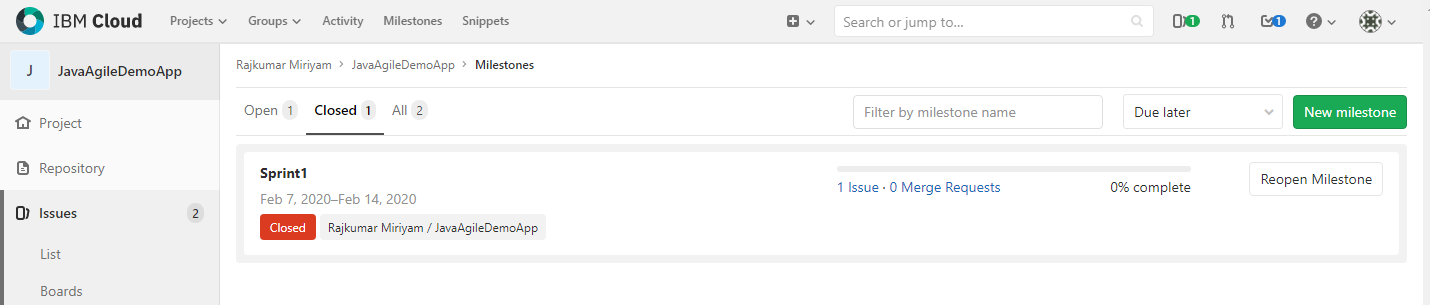 IBM Cloud Projects Groups Activity Milestones Snippets Search or jump to... 1 1
J JavaAgileDemoApp
Rajkumar Miriyam > JavaAgileDemoApp > Milestones
Open 1 Closed 1 All 2 Filter by milestone name Due later New milestone
Project
Repository
Issues 2
List
Boards
Sprint1
Feb 7, 2020–Feb 14, 2020
Closed Rajkumar Miriyam / JavaAgileDemoApp
1 Issue · 0 Merge Requests 0% complete
Reopen Milestone